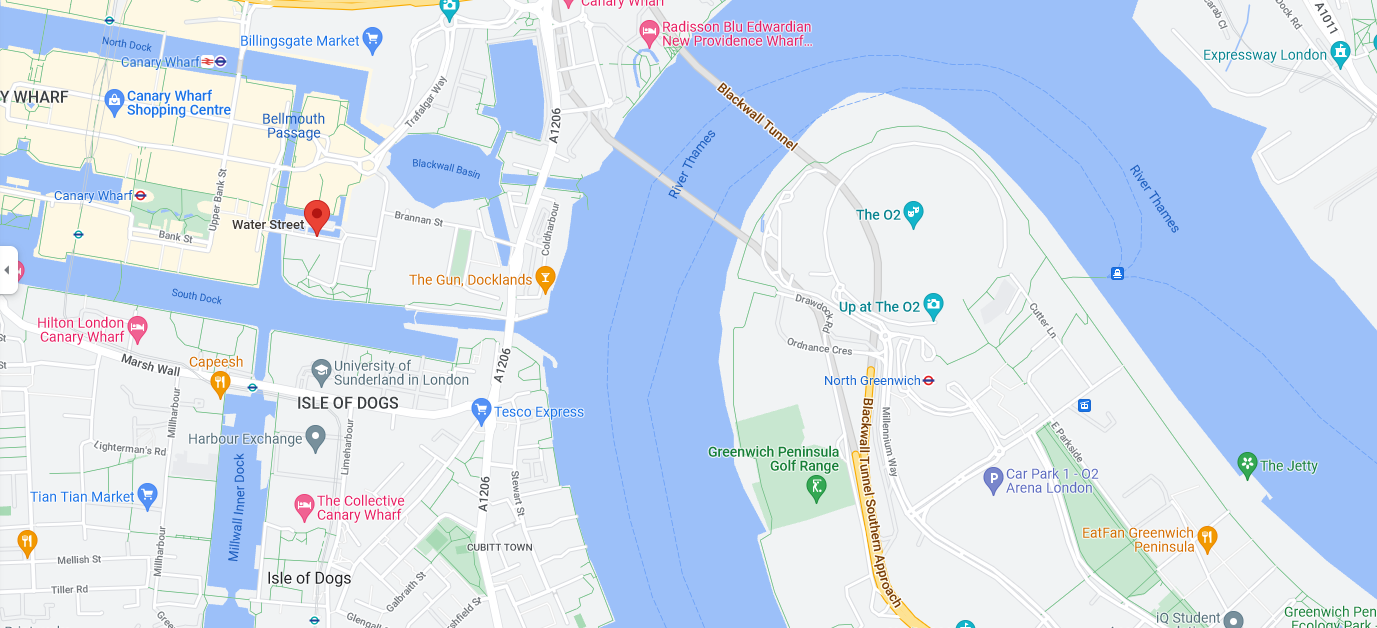 Canary Wharf
Radisson Blu Edwardian
New Providence Wharf...
Billingsgate Market
North Dock
Canary Wharf
Y WHARF
Canary Wharf
Shopping Centre
Bellmouth
Passage
Trafalgar Way
A1206
Blackwall Tunnel
River Thames
Expressway London
Dock Rd
A1011
River Thames
Blackwall Basin
Canary Wharf
Upper Bank St
Bank St
Water Street
Brannan St
Coldharbour
The Gun, Docklands
The O2
Up at The O2
Drawdock Rd
Ordnance Cres
Cutter Ln
South Dock
Hilton London
Canary Wharf
Marsh Wall
Capeesh
University of
Sunderland in London
ISLE OF DOGS
A1206
Tesco Express
North Greenwich
Millharbour
Harbour Exchange
Limeharbour
Lighterman's Rd
Blackwall Tunnel Southern Approach
Millennium Way
E Parkside
Greenwich Peninsula
Golf Range
Car Park 1 - O2
Arena London
The Jetty
Tian Tian Market
Millwall Inner Dock
The Collective
Canary Wharf
A1206
Stewart St
EatFan Greenwich
Peninsula
Mellish St
Millharbour
CUBITT TOWN
Isle of Dogs
Tiller Rd
Galbraith St
Glengall
iQ Student
Greenwich Pen
Ecology Park -